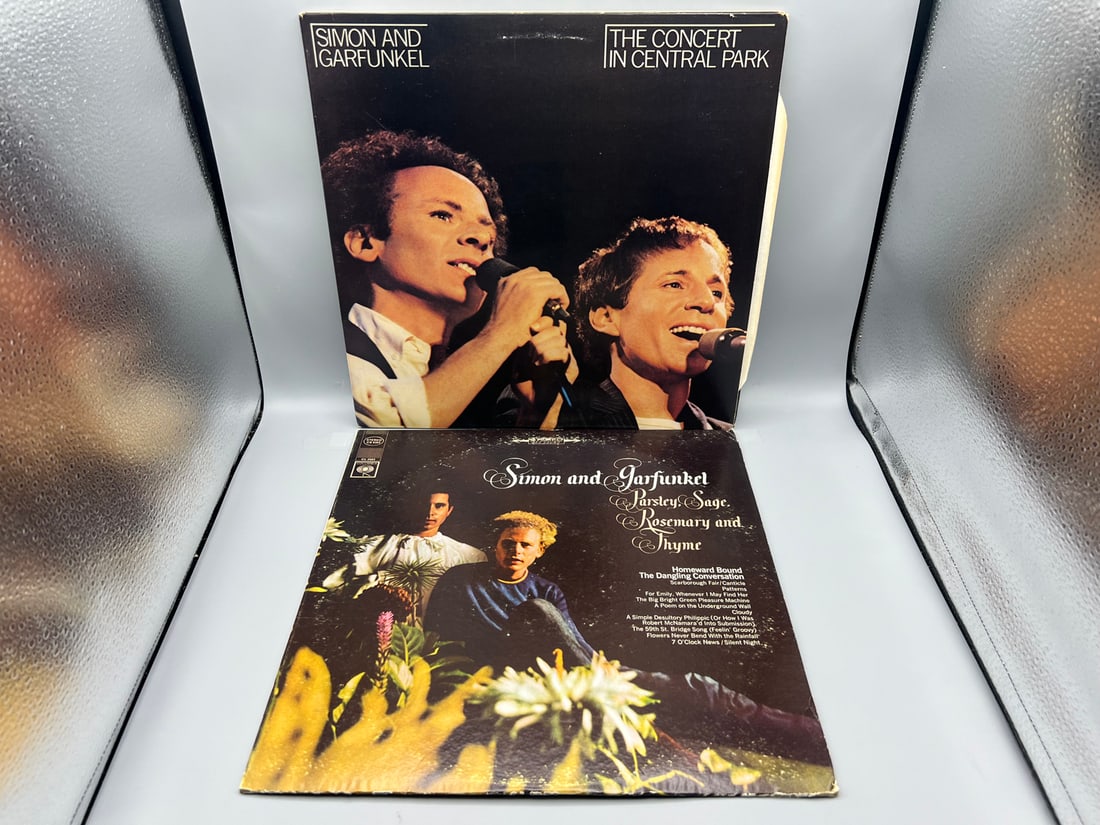 SIMON AND
GARFUNKEL
THE CONCERT
IN CENTRAL PARK
Simon and Garfunkel
Parsley, Sage,
Rosemary and
Thyme
Homeward Bound
The Dangling Conversation
Scarborough Fair/Canticle
Patterns
For Emily, Whenever I May Find Her
The Big Bright Green Pleasure Machine
A Poem on the Underground Wall
Cloudy
A Simple Desultory Philippic (Or How I Was
Robert McNamara'd Into Submission)
The 59th St. Bridge Song (Feelin' Groovy)
Flowers Never Bend With the Rainfall
7 O'Clock News / Silent Night